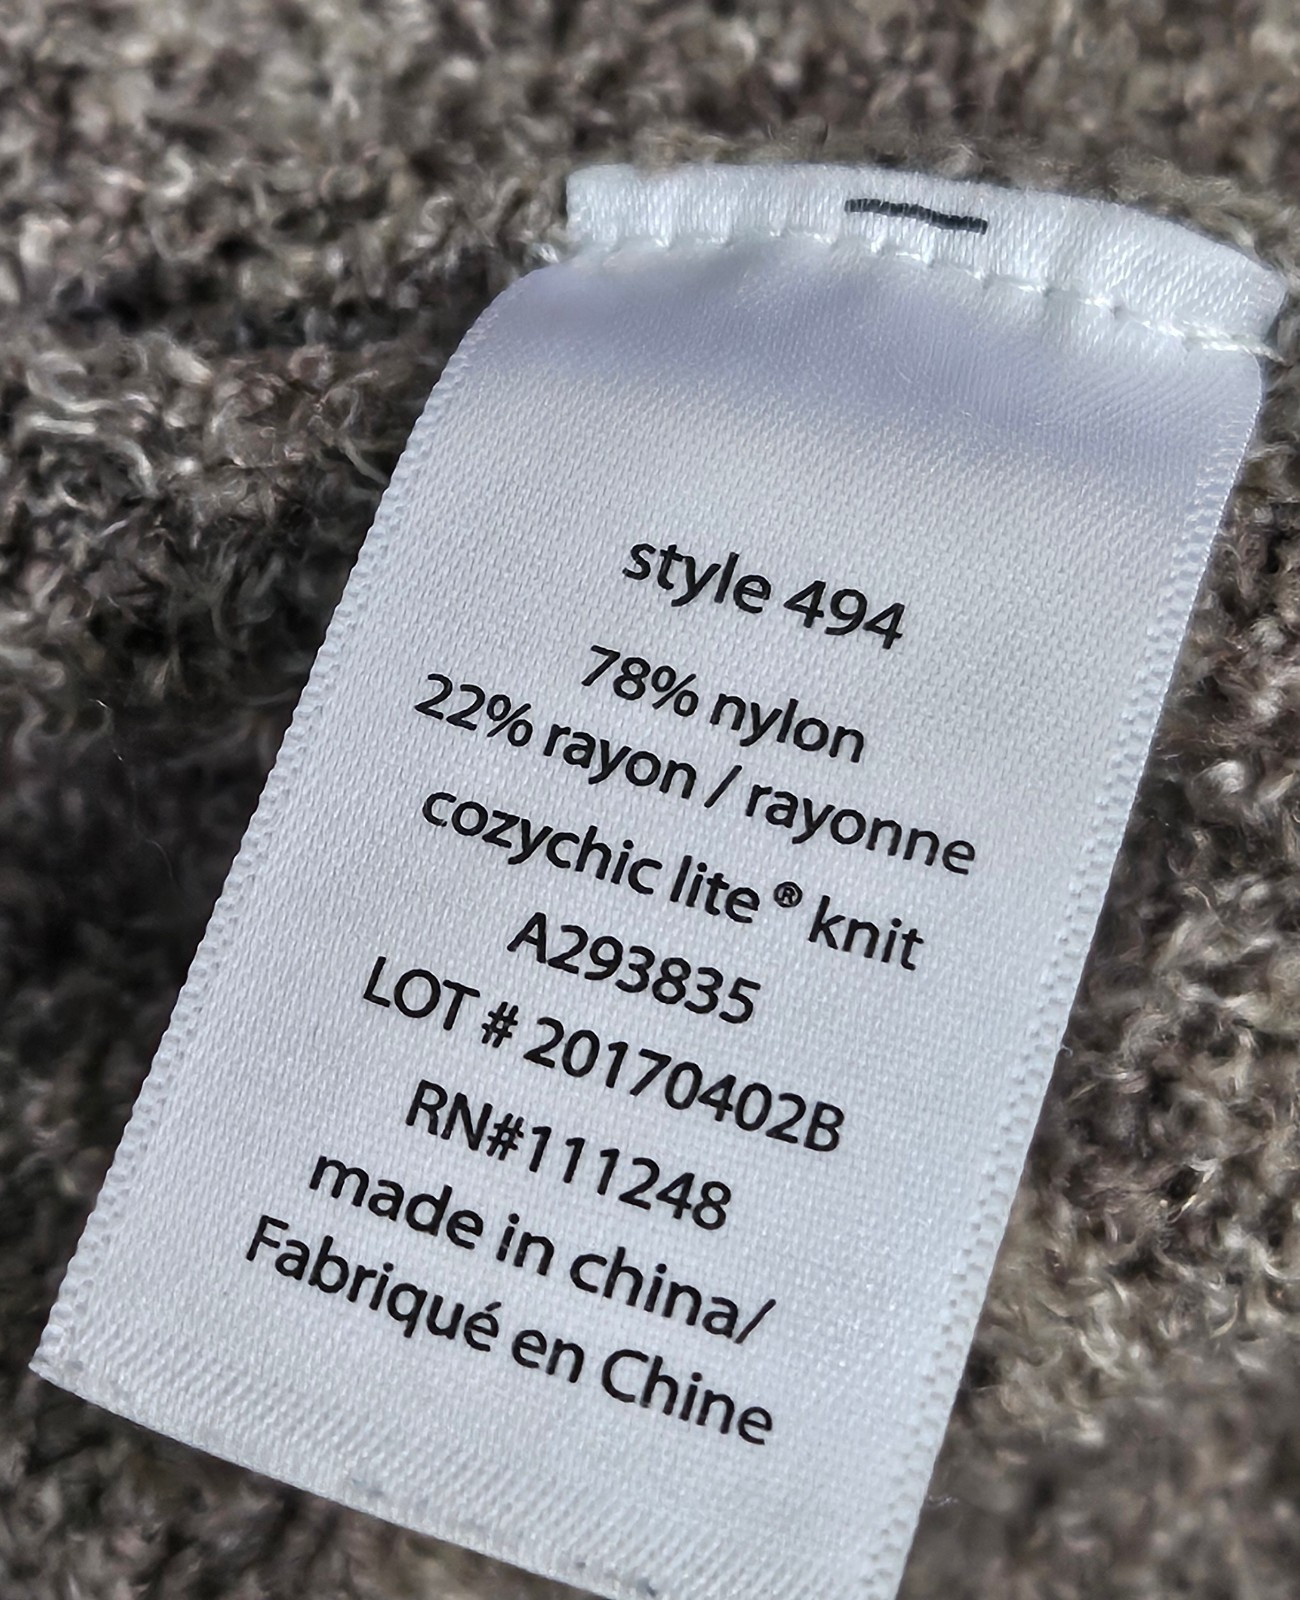 style 494
78% nylon
22% rayon / rayonne
cozychic lite® knit
A293835
LOT # 20170402B
RN#111248
made in china/
Fabriqué en Chine